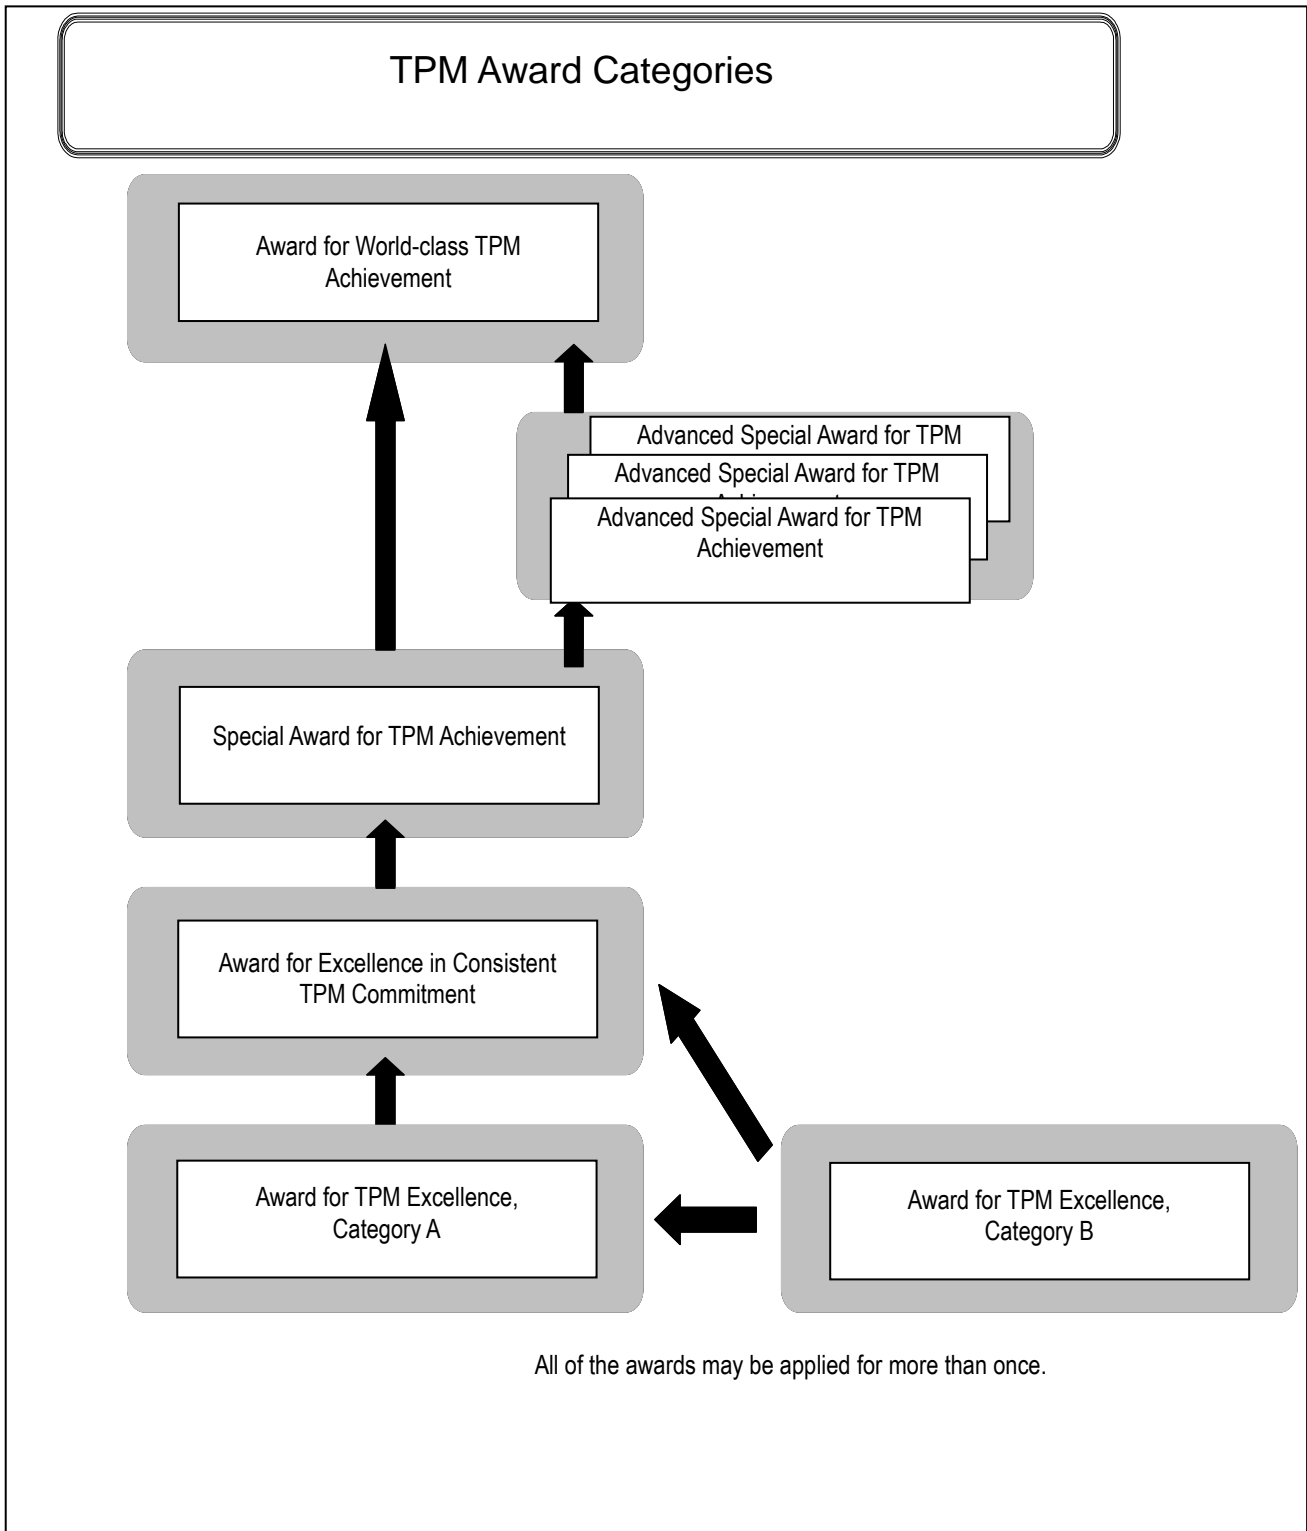 TPM Award Categories
Award for World-class TPM
Achievement
Advanced Special Award for TPM
Advanced Special Award for TPM
Advanced Special Award for TPM
Achievement
Special Award for TPM Achievement
Award for Excellence in Consistent
TPM Commitment
Award for TPM Excellence,
Category A
Award for TPM Excellence,
Category B
All of the awards may be applied for more than once.